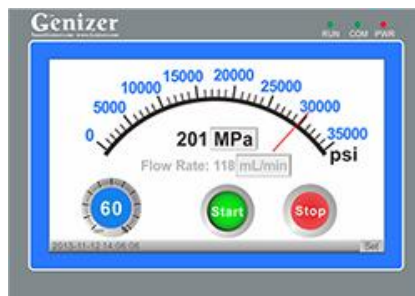 Genizer
RUN COM PWR
0 5000 10000 15000 20000 25000 30000 35000
psi
201 MPa
Flow Rate: 118 mL/min
60
Start
Stop
2013-11-12 14:06:06
Set